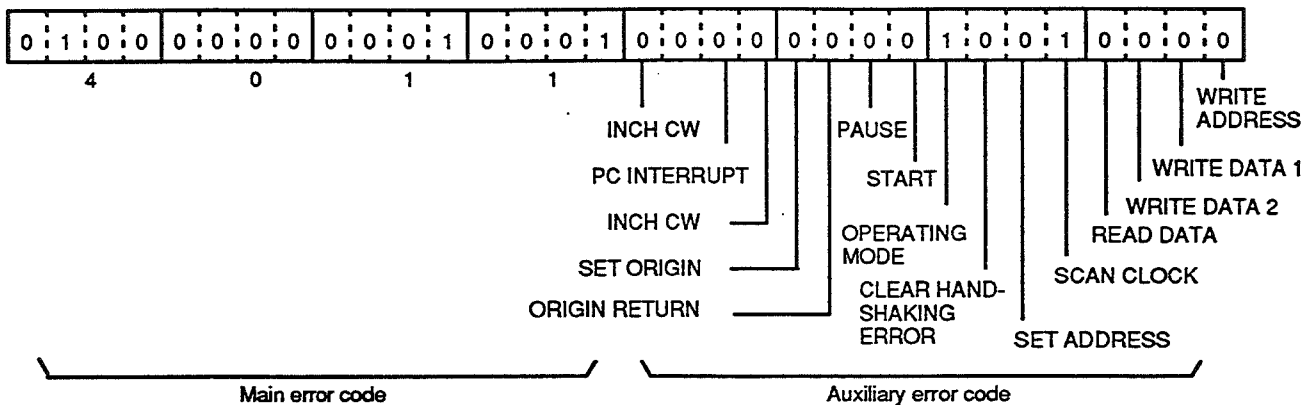 0 1 0 0 0 0 0 0 0 0 0 1 0 0 0 1 0 0 0 0 0 0 0 0 1 0 0 1 0 0 0 0
4 0 1 1
WRITE
ADDRESS
INCH CW
PAUSE
PC INTERRUPT
START
WRITE DATA 1
WRITE DATA 2
INCH CW
OPERATING
MODE
READ DATA
SET ORIGIN
SCAN CLOCK
CLEAR HAND-
SHAKING
ERROR
ORIGIN RETURN
SET ADDRESS
Main error code
Auxiliary error code